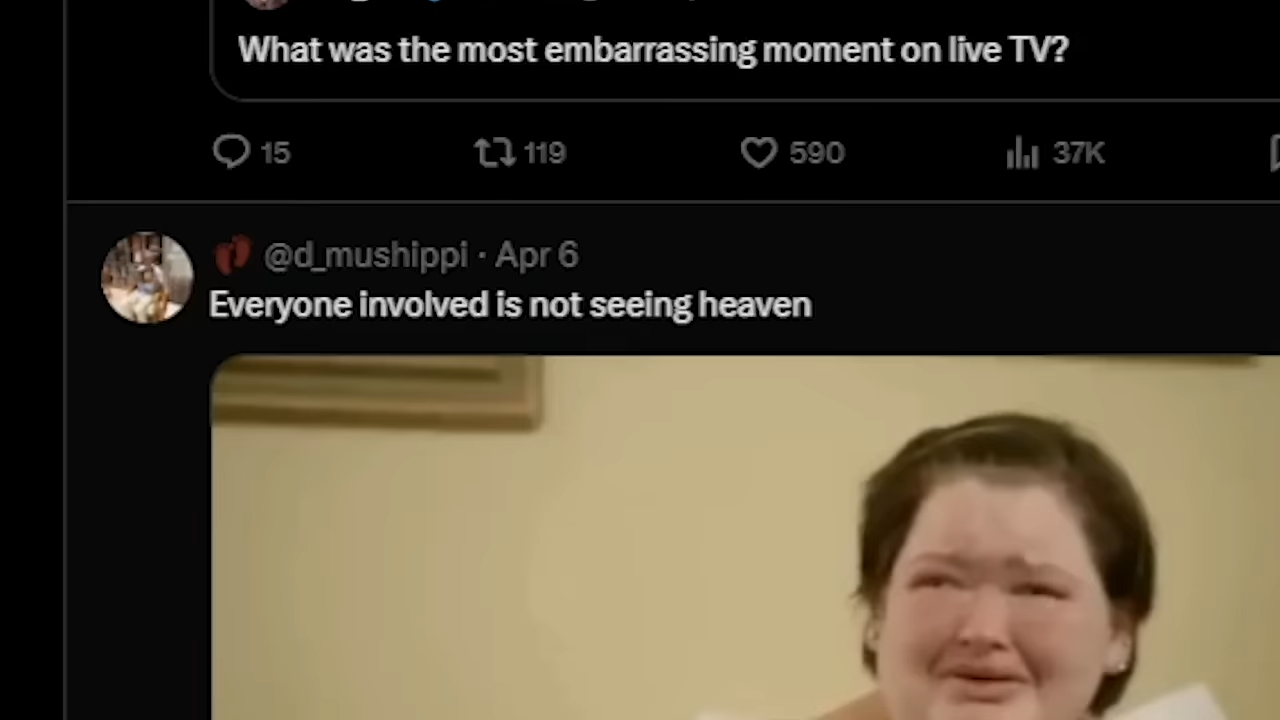 What was the most embarrassing moment on live TV?
15 119 590 37K
@d_mushippi · Apr 6
Everyone involved is not seeing heaven